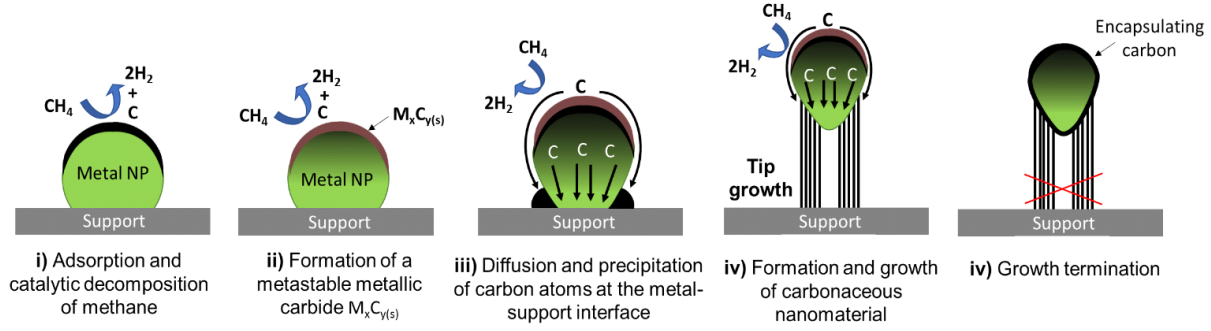 CH₄
2H₂
+
C
Metal NP
Support
i) Adsorption and
catalytic decomposition
of methane
CH₄
2H₂
+
C
MₓCᵧ₍ₛ₎
Metal NP
Support
ii) Formation of a
metastable metallic
carbide MₓCᵧ₍ₛ₎
CH₄
2H₂
C
C C C
Support
iii) Diffusion and precipitation
of carbon atoms at the metal-
support interface
CH₄
C
2H₂
C C C
Tip
growth
Support
iv) Formation and growth
of carbonaceous
nanomaterial
Encapsulating
carbon
Support
iv) Growth termination